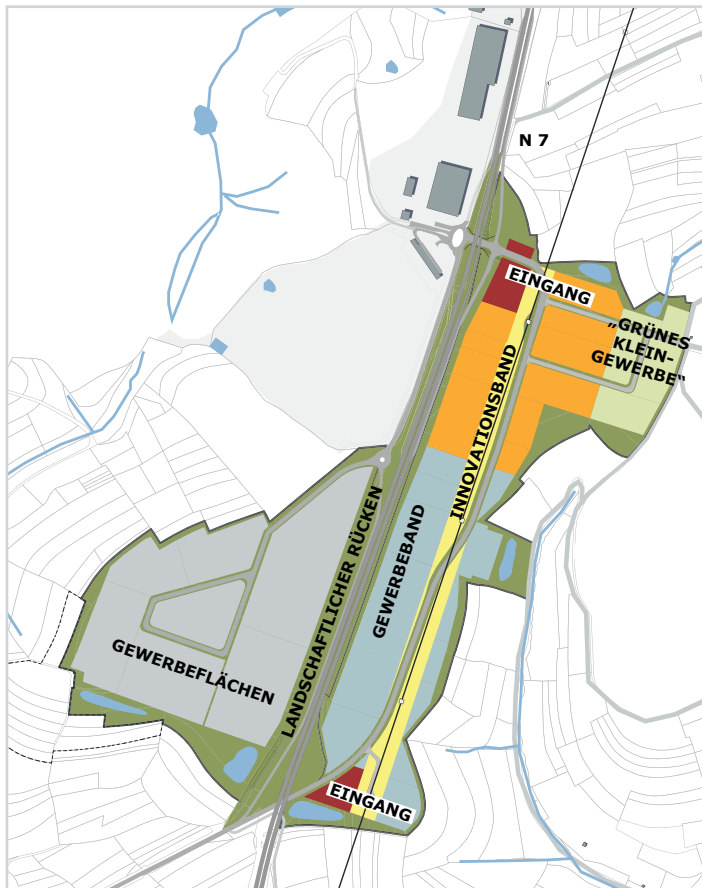 N 7
EINGANG
„GRÜNES
KLEIN-
GEWERBE“
INNOVATIONSBAND
GEWERBEBAND
LANDSCHAFTLICHER RÜCKEN
GEWERBEFLÄCHEN
EINGANG